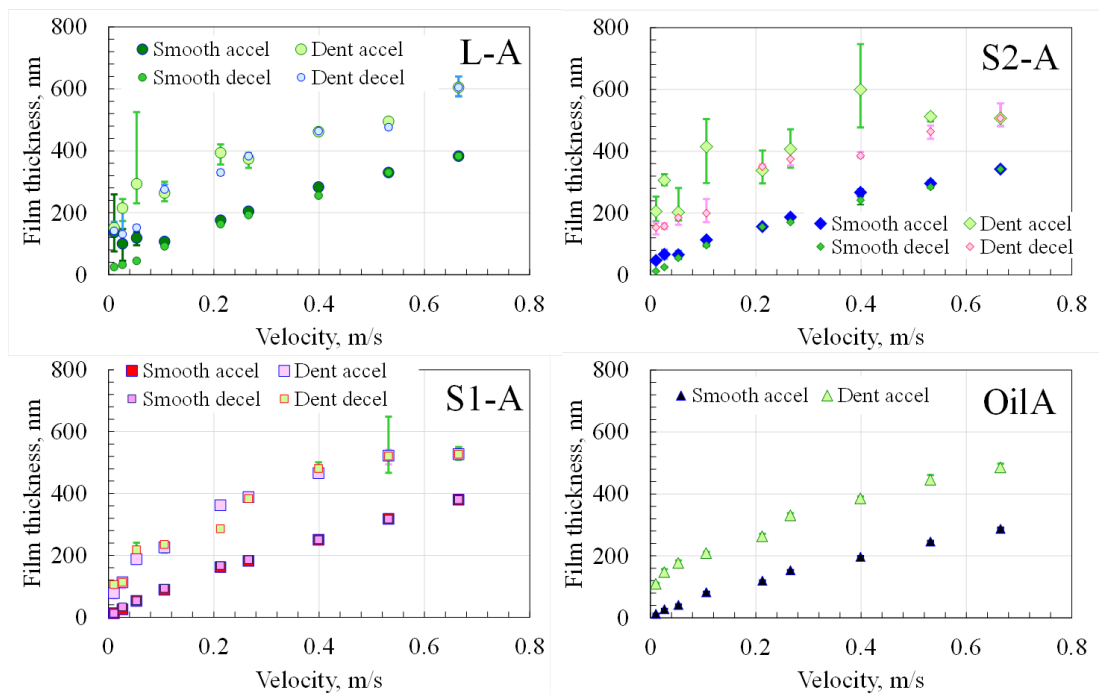 800
600
400
200
0
0
0.2
0.4
0.6
0.8
Film thickness, nm
Velocity, m/s
Smooth accel
Dent accel
Smooth decel
Dent decel
L-A
800
600
400
200
0
0
0.2
0.4
0.6
0.8
Film thickness, nm
Velocity, m/s
S2-A
Smooth accel
Dent accel
Smooth decel
Dent decel
800
600
400
200
0
0
0.2
0.4
0.6
0.8
Film thickness, nm
Velocity, m/s
Smooth accel
Dent accel
Smooth decel
Dent decel
S1-A
800
600
400
200
0
0
0.2
0.4
0.6
0.8
Film thickness, nm
Velocity, m/s
Smooth accel
Dent accel
OilA